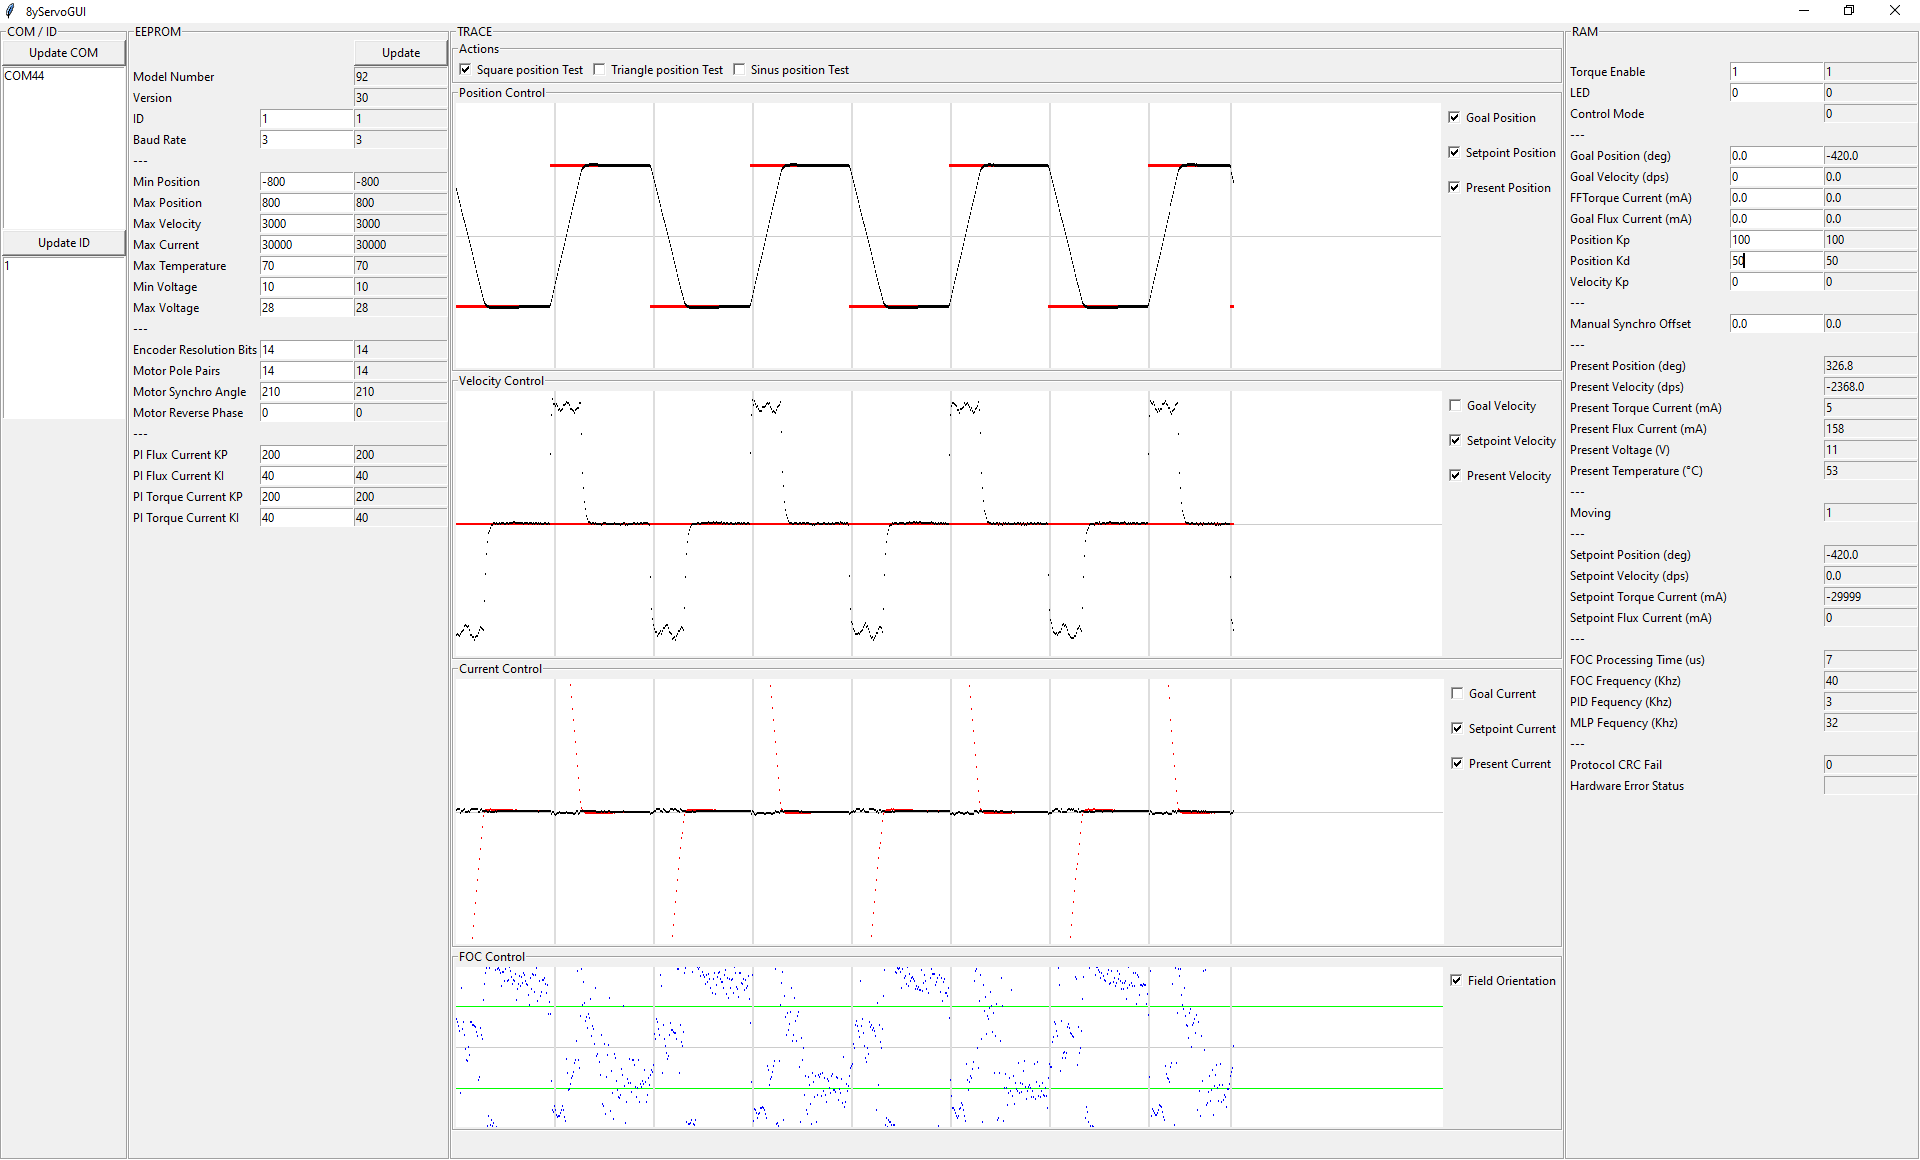 8yServoGUI
COM / ID
Update COM
COM44
Update ID
1
EEPROM
Update
Model Number 92
Version 30
ID 1 1
Baud Rate 3 3
---
Min Position -800 -800
Max Position 800 800
Max Velocity 3000 3000
Max Current 30000 30000
Max Temperature 70 70
Min Voltage 10 10
Max Voltage 28 28
---
Encoder Resolution Bits 14 14
Motor Pole Pairs 14 14
Motor Synchro Angle 210 210
Motor Reverse Phase 0 0
---
PI Flux Current KP 200 200
PI Flux Current KI 40 40
PI Torque Current KP 200 200
PI Torque Current KI 40 40
TRACE
Actions
Square position Test Triangle position Test Sinus position Test
Position Control
Goal Position
Setpoint Position
Present Position
Velocity Control
Goal Velocity
Setpoint Velocity
Present Velocity
Current Control
Goal Current
Setpoint Current
Present Current
FOC Control
Field Orientation
RAM
Torque Enable 1 1
LED 0 0
Control Mode 0
---
Goal Position (deg) 0.0 -420.0
Goal Velocity (dps) 0 0.0
FFTorque Current (mA) 0.0 0.0
Goal Flux Current (mA) 0.0 0.0
Position Kp 100 100
Position Kd 50 50
Velocity Kp 0 0
---
Manual Synchro Offset 0.0 0.0
---
Present Position (deg) 326.8
Present Velocity (dps) -2368.0
Present Torque Current (mA) 5
Present Flux Current (mA) 158
Present Voltage (V) 11
Present Temperature (°C) 53
---
Moving 1
---
Setpoint Position (deg) -420.0
Setpoint Velocity (dps) 0.0
Setpoint Torque Current (mA) -29999
Setpoint Flux Current (mA) 0
---
FOC Processing Time (us) 7
FOC Frequency (Khz) 40
PID Fequency (Khz) 3
MLP Fequency (Khz) 32
---
Protocol CRC Fail 0
Hardware Error Status